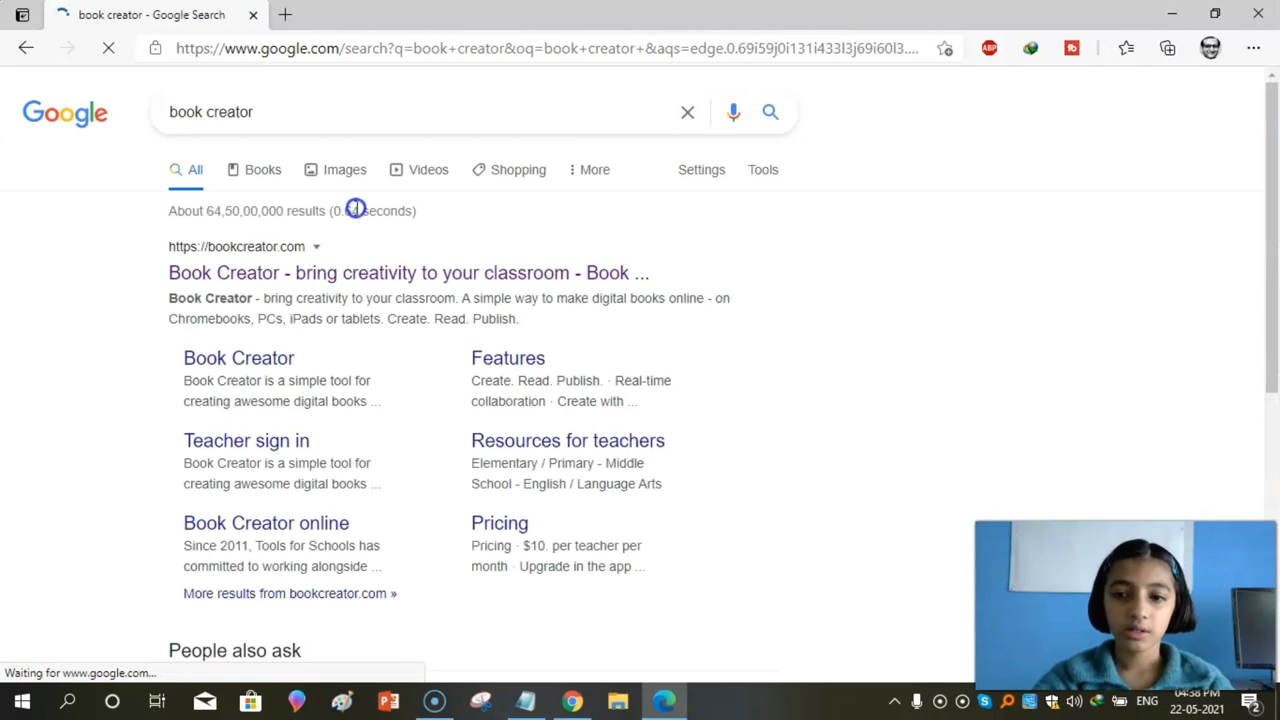 book creator - Google Search
https://www.google.com/search?q=book+creator&oq=book+creator+&aqs=edge.0.69i59j0i131i433l3j69i60l3....
ABP
Google
book creator
All
Books
Images
Videos
Shopping
More
Settings
Tools
About 64,50,00,000 results (0.64 seconds)
https://bookcreator.com
Book Creator - bring creativity to your classroom - Book ...
Book Creator - bring creativity to your classroom. A simple way to make digital books online - on
Chromebooks, PCs, iPads or tablets. Create. Read. Publish.
Book Creator
Book Creator is a simple tool for
creating awesome digital books ...
Features
Create. Read. Publish. · Real-time
collaboration · Create with ...
Teacher sign in
Book Creator is a simple tool for
creating awesome digital books ...
Resources for teachers
Elementary / Primary - Middle
School - English / Language Arts
Book Creator online
Since 2011, Tools for Schools has
committed to working alongside ...
Pricing
Pricing · $10. per teacher per
month · Upgrade in the app ...
More results from bookcreator.com »
People also ask
Waiting for www.google.com...
ENG
04:38 PM
22-05-2021
2